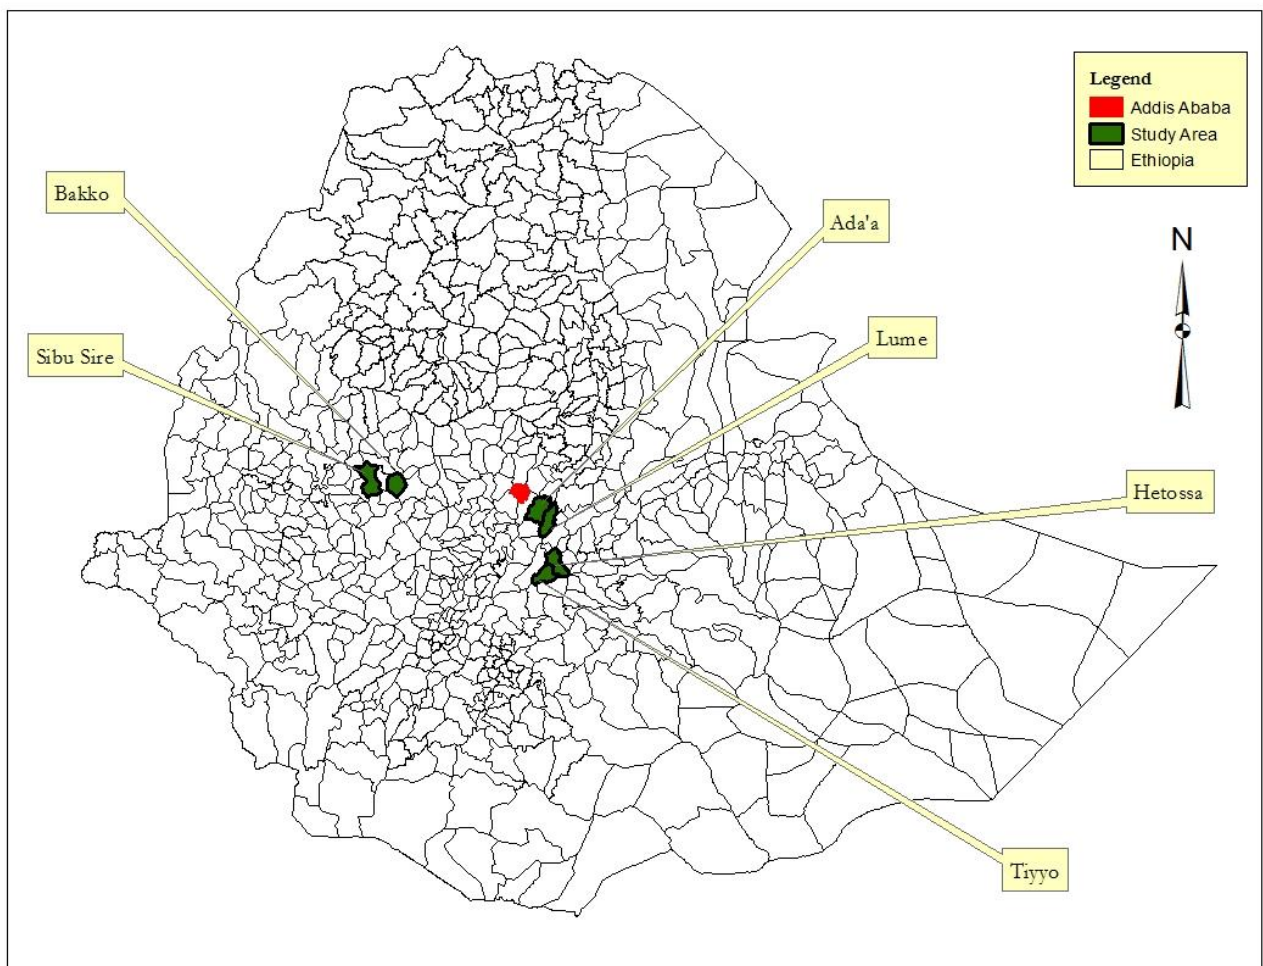 Legend
Addis Ababa
Study Area
Ethiopia
Bakko
Ada'a
N
Lume
Sibu Sire
Hetossa
Tiyyo